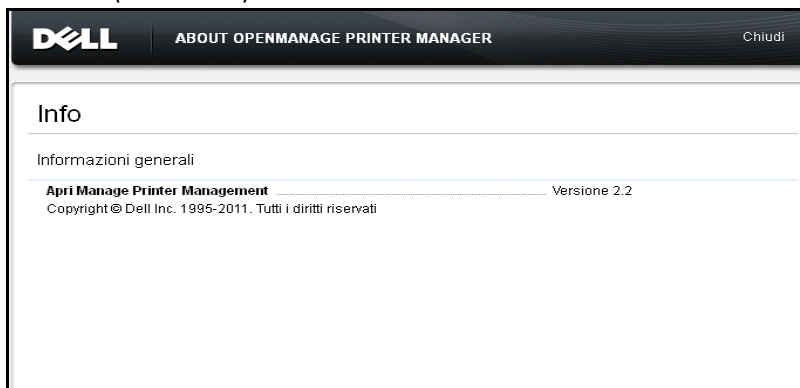 DELL
ABOUT OPENMANAGE PRINTER MANAGER
Chiudi
Info
Informazioni generali
Apri Manage Printer Management
Versione 2.2
Copyright © Dell Inc. 1995-2011. Tutti i diritti riservati